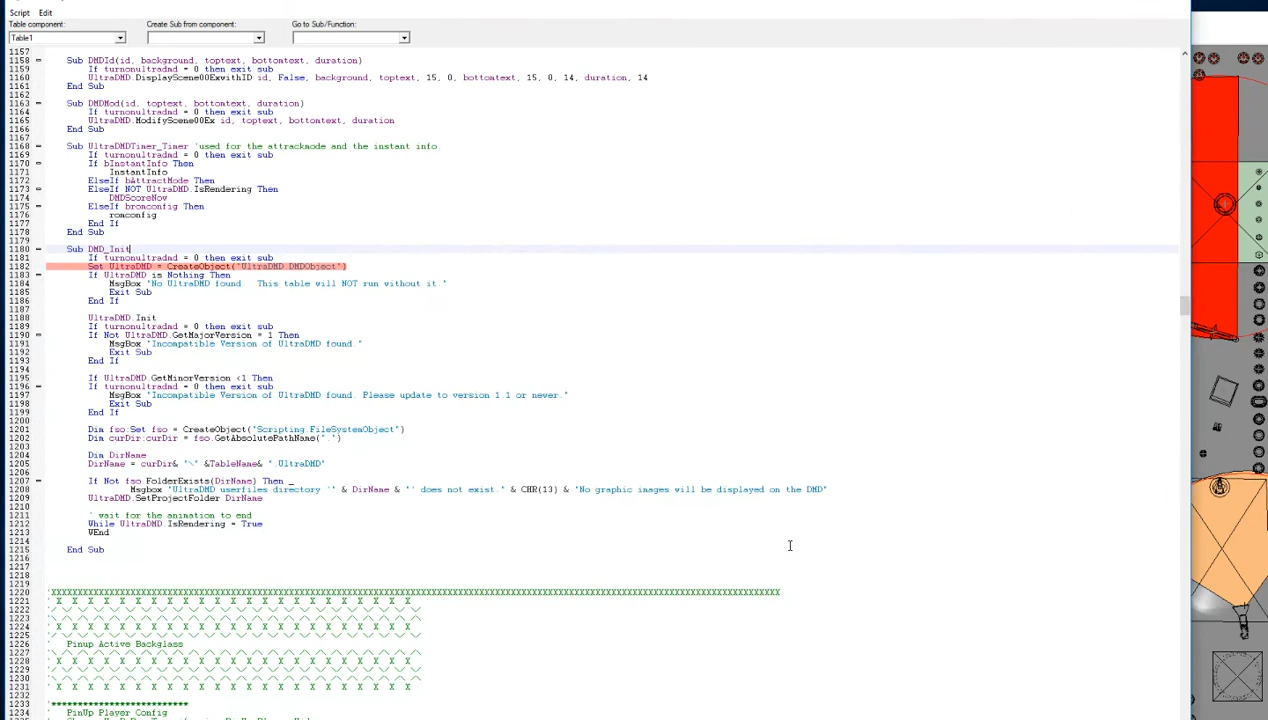 Script Edit
Table component: Create Sub from component: Go to Sub/Function:
Table1
1157
1158 Sub DMDId(id, background, toptext, bottomtext, duration)
1159 If turnonultradmd = 0 then exit sub
1160 UltraDMD.DisplayScene00ExwithID id, False, background, toptext, 15, 0, bottomtext, 15, 0, 14, duration, 14
1161 End Sub
1162
1163 Sub DMDMod(id, toptext, bottomtext, duration)
1164 If turnonultradmd = 0 then exit sub
1165 UltraDMD.ModifyScene00Ex id, toptext, bottomtext, duration
1166 End Sub
1167
1168 Sub UltraDMDTimer_Timer 'used for the attrackmode and the instant info.
1169 If turnonultradmd = 0 then exit sub
1170 If bInstantInfo Then
1171 InstantInfo
1172 ElseIf bAttractMode Then
1173 ElseIf NOT UltraDMD.IsRendering Then
1174 DMDScoreNow
1175 ElseIf bromconfig Then
1176 romconfig
1177 End If
1178 End Sub
1179
1180 Sub DMD_Init
1181 If turnonultradmd = 0 then exit sub
1182 Set UltraDMD = CreateObject("UltraDMD.DMDObject")
1183 If UltraDMD is Nothing Then
1184 MsgBox "No UltraDMD found. This table will NOT run without it."
1185 Exit Sub
1186 End If
1187
1188 UltraDMD.Init
1189 If turnonultradmd = 0 then exit sub
1190 If Not UltraDMD.GetMajorVersion = 1 Then
1191 MsgBox "Incompatible Version of UltraDMD found."
1192 Exit Sub
1193 End If
1194
1195 If UltraDMD.GetMinorVersion <1 Then
1196 If turnonultradmd = 0 then exit sub
1197 MsgBox "Incompatible Version of UltraDMD found. Please update to version 1.1 or never."
1198 Exit Sub
1199 End If
1200
1201 Dim fso:Set fso = CreateObject("Scripting.FileSystemObject")
1202 Dim curDir:curDir = fso.GetAbsolutePathName(".")
1203
1204 Dim DirName
1205 DirName = curDir& "\" &TableName& ".UltraDMD"
1206
1207 If Not fso.FolderExists(DirName) Then _
1208 Msgbox "UltraDMD userfiles directory '" & DirName & "' does not exist." & CHR(13) & "No graphic images will be displayed on the DMD"
1209 UltraDMD.SetProjectFolder DirName
1210
1211 ' wait for the animation to end
1212 While UltraDMD.IsRendering = True
1213 WEnd
1214
1215 End Sub
1216
1217
1218
1219
1220
1221 ' X X X X X X X X X X X X X X X X X
1222
1223
1224 ' X X X X X X X X X X X X X X X X X
1225
1226 ' Pinup Active Backglass
1227
1228 ' X X X X X X X X X X X X X X X X X
1229
1230
1231 ' X X X X X X X X X X X X X X X X X
1232
1233 '**************************
1234 ' PinUp Player Config
1235